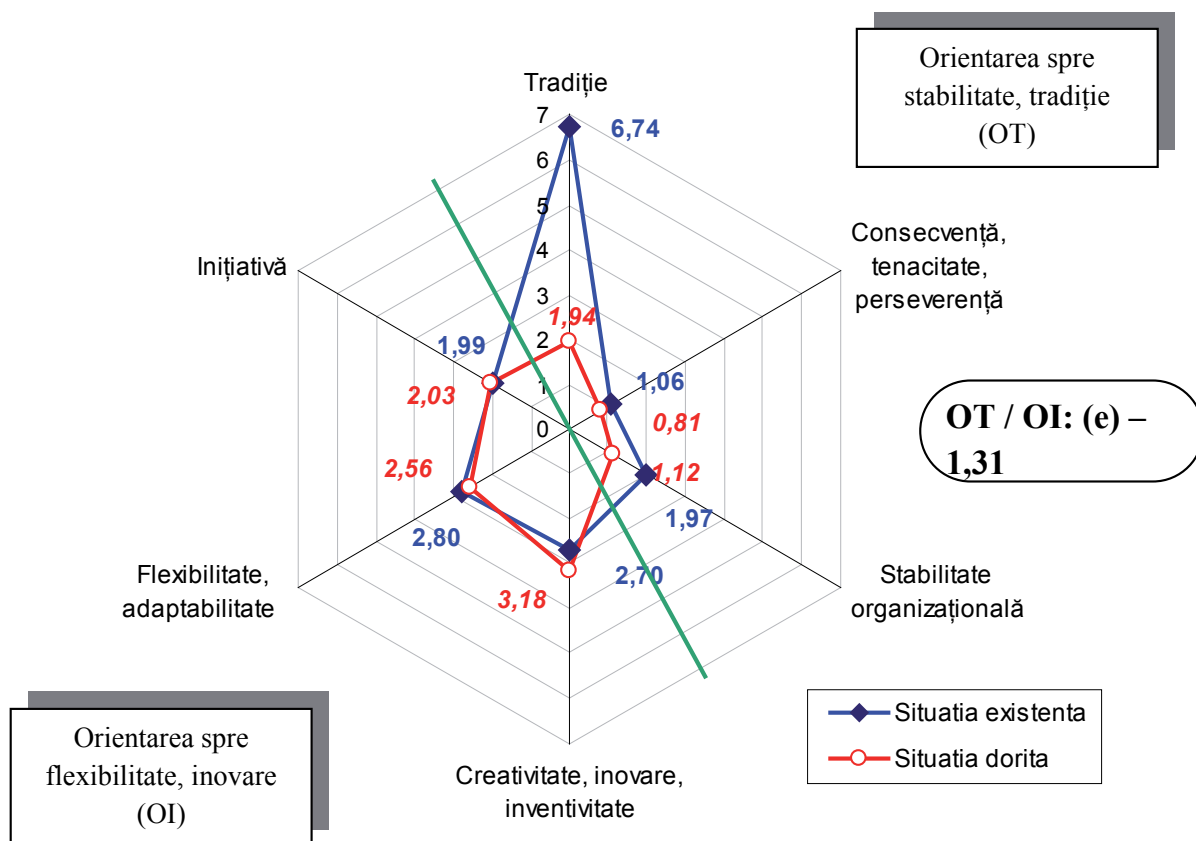 Orientarea spre
stabilitate, tradiție
(OT)
Tradiție
7
6,74
6
5
4
3
2
1
0
Consecvență,
tenacitate,
perseverență
Inițiativă
1,94
1,99
1,06
2,03
0,81
OT / OI: (e) –
1,31
2,56
1,12
2,80
1,97
2,70
3,18
Flexibilitate,
adaptabilitate
Stabilitate
organizațională
Creativitate, inovare,
inventivitate
Situatia existenta
Situatia dorita
Orientarea spre
flexibilitate, inovare
(OI)